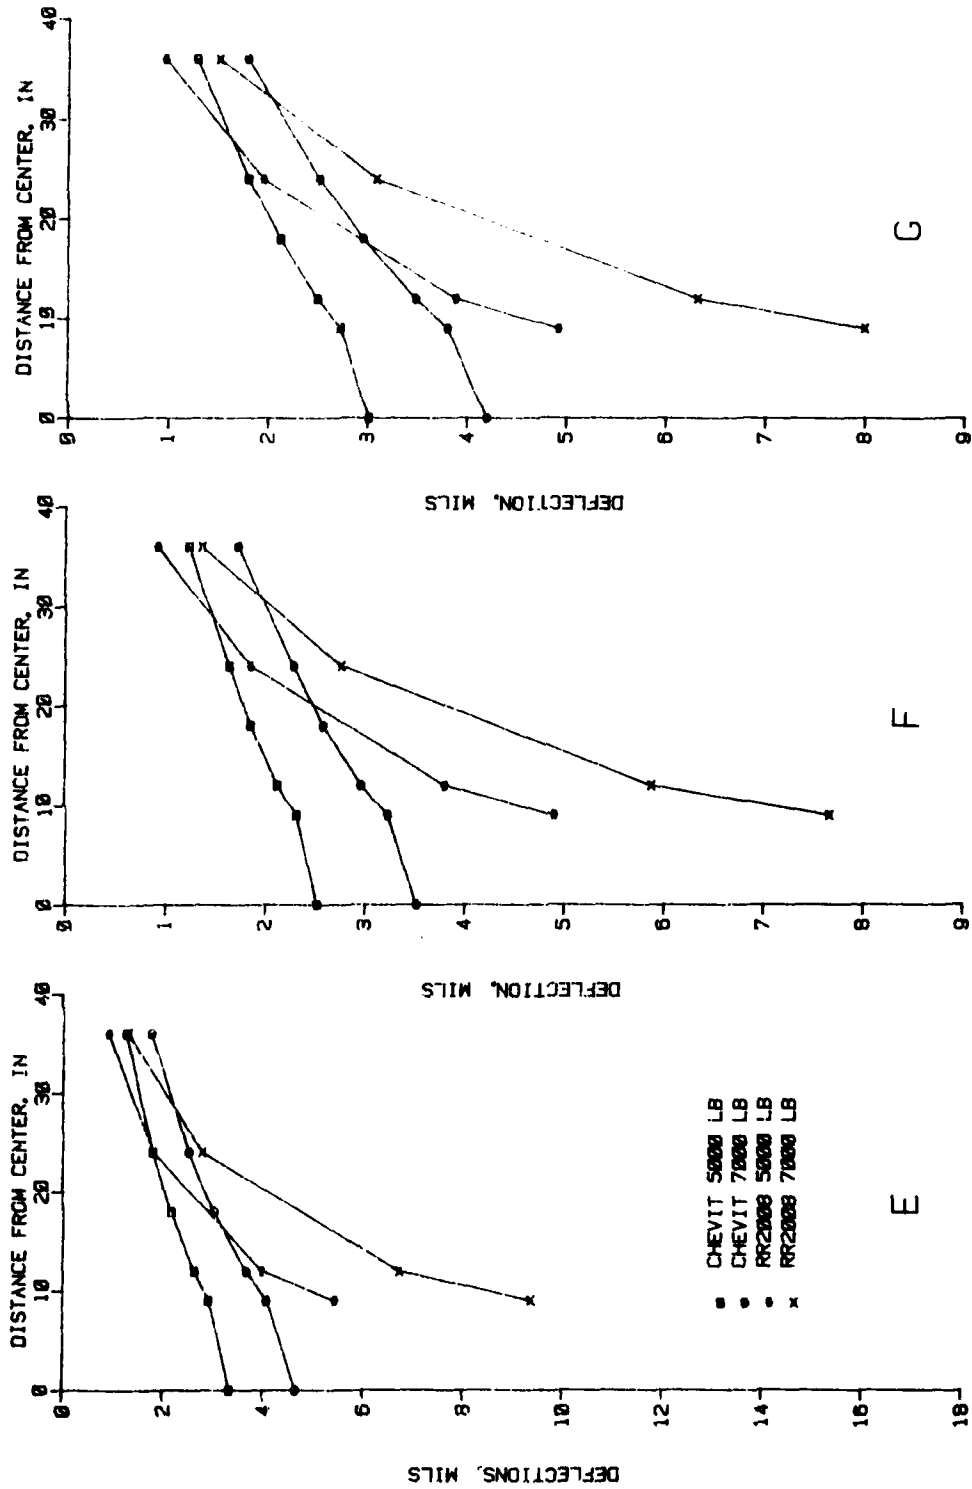 DISTANCE FROM CENTER, IN
0 10 20 30 40
0
2
4
6
8
10
12
14
16
18
DEFLECTIONS, MILS
CHEVIT 5000 LB
CHEVIT 7000 LB
RR2008 5000 LB
RR2008 7000 LB
E
DISTANCE FROM CENTER, IN
0 10 20 30 40
0
1
2
3
4
5
6
7
8
9
DEFLECTION, MILS
F
DISTANCE FROM CENTER, IN
0 10 20 30 40
0
1
2
3
4
5
6
7
8
9
DEFLECTION, MILS
G